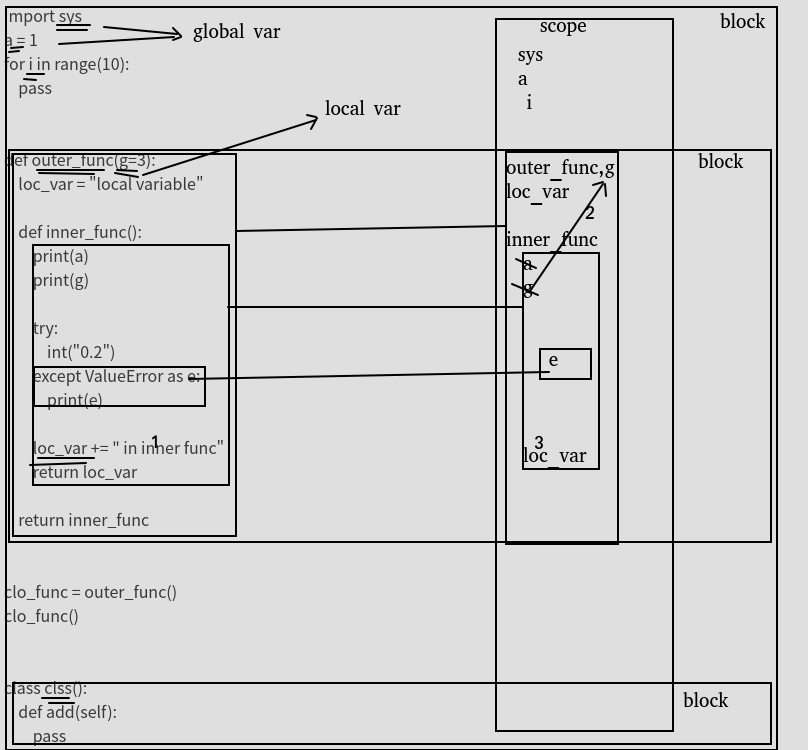 mport sys
a = 1
for i in range(10):
pass
def outer_func(g=3):
loc_var = "local variable"
def inner_func():
print(a)
print(g)
try:
int("0.2")
except ValueError as e:
print(e)
loc_var += " in inner func"
1
return loc_var
return inner_func
clo_func = outer_func()
clo_func()
class clss():
def add(self):
pass
global var
local var
scope
sys
a
i
outer_func,g
loc_var
2
inner_func
a
g
e
3
loc_var
block
block
block